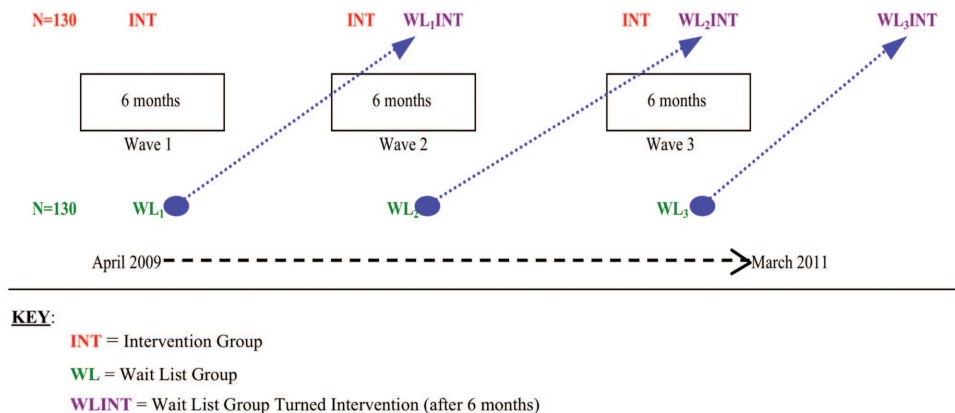 N=130 INT INT WL₁INT INT WL₂INT WL₃INT
6 months 6 months 6 months
Wave 1 Wave 2 Wave 3
N=130 WL₁ WL₂ WL₃
April 2009 March 2011
KEY:
INT = Intervention Group
WL = Wait List Group
WLINT = Wait List Group Turned Intervention (after 6 months)